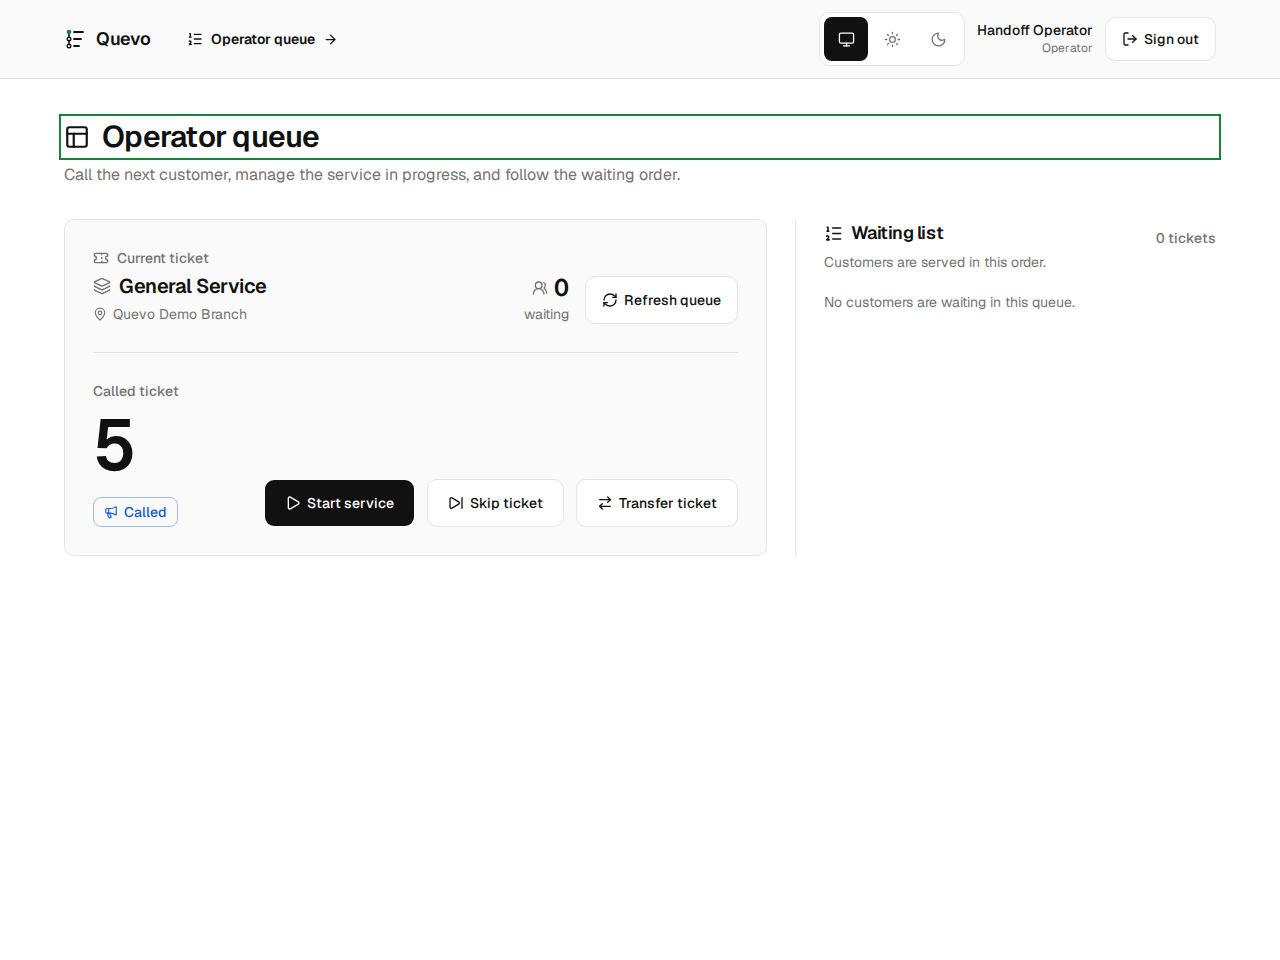 Quevo
Operator queue
Handoff Operator
Operator
Sign out
Operator queue
Call the next customer, manage the service in progress, and follow the waiting order.
Current ticket
General Service
Quevo Demo Branch
0
waiting
Refresh queue
Called ticket
5
Called
Start service
Skip ticket
Transfer ticket
Waiting list
0 tickets
Customers are served in this order.
No customers are waiting in this queue.